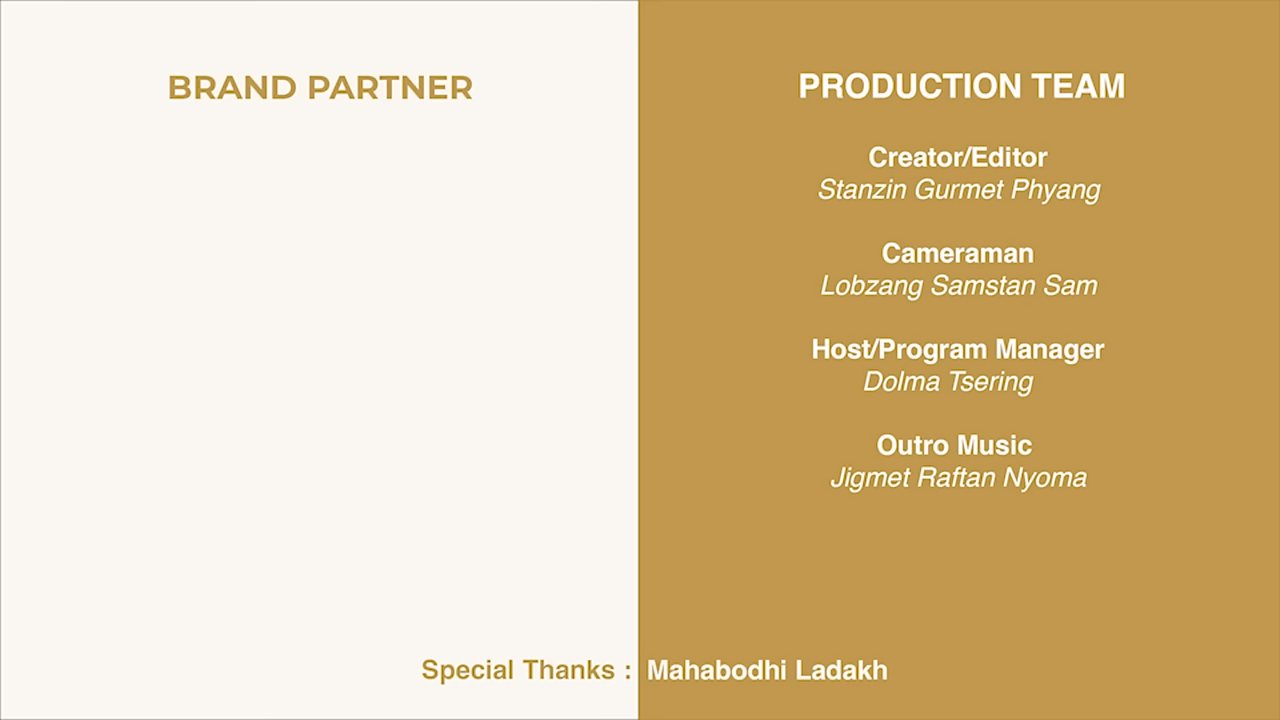 BRAND PARTNER
PRODUCTION TEAM
Creator/Editor
Stanzin Gurmet Phyang
Cameraman
Lobzang Samstan Sam
Host/Program Manager
Dolma Tsering
Outro Music
Jigmet Raftan Nyoma
Special Thanks : Mahabodhi Ladakh